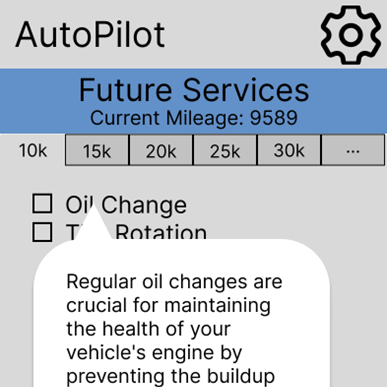 AutoPilot
Future Services
Current Mileage: 9589
10k 15k 20k 25k 30k ...
Oil Change
Rotation
Regular oil changes are
crucial for maintaining
the health of your
vehicle's engine by
preventing the buildup